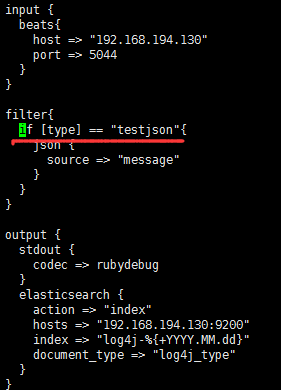 input {
  beats{
    host => "192.168.194.130"
    port => 5044
  }
}
filter{
  if [type] == "testjson"{
    json {
      source => "message"
    }
  }
}
output {
  stdout {
    codec => rubydebug
  }
  elasticsearch {
    action => "index"
    hosts => "192.168.194.130:9200"
    index => "log4j-%{+YYYY.MM.dd}"
    document_type => "log4j_type"
  }
}